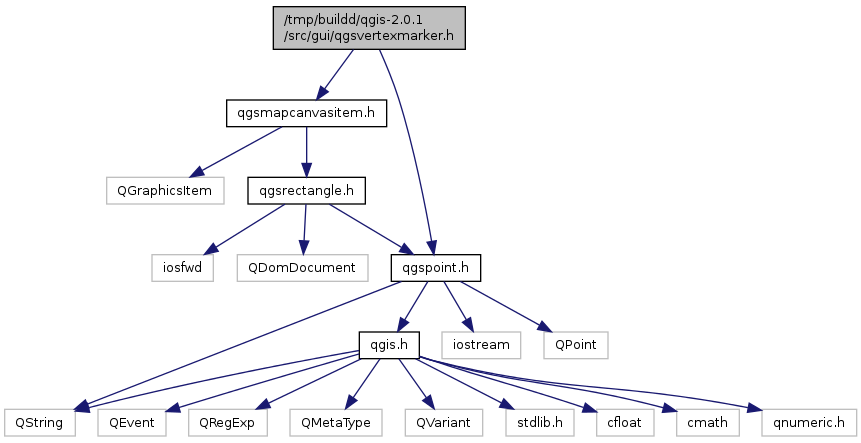 /tmp/buildd/qgis-2.0.1
/src/gui/qgsvertexmarker.h
qgsmapcanvasitem.h
QGraphicsItem
qgsrectangle.h
iosfwd
QDomDocument
qgspoint.h
qgis.h
iostream
QPoint
QString
QEvent
QRegExp
QMetaType
QVariant
stdlib.h
cfloat
cmath
qnumeric.h